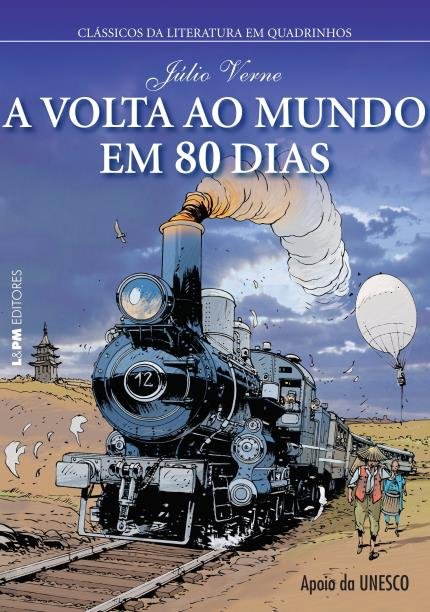 CLÁSSICOS DA LITERATURA EM QUADRINHOS
Júlio Verne
A VOLTA AO MUNDO
EM 80 DIAS
L&PM EDITORES
12
Apoio da UNESCO